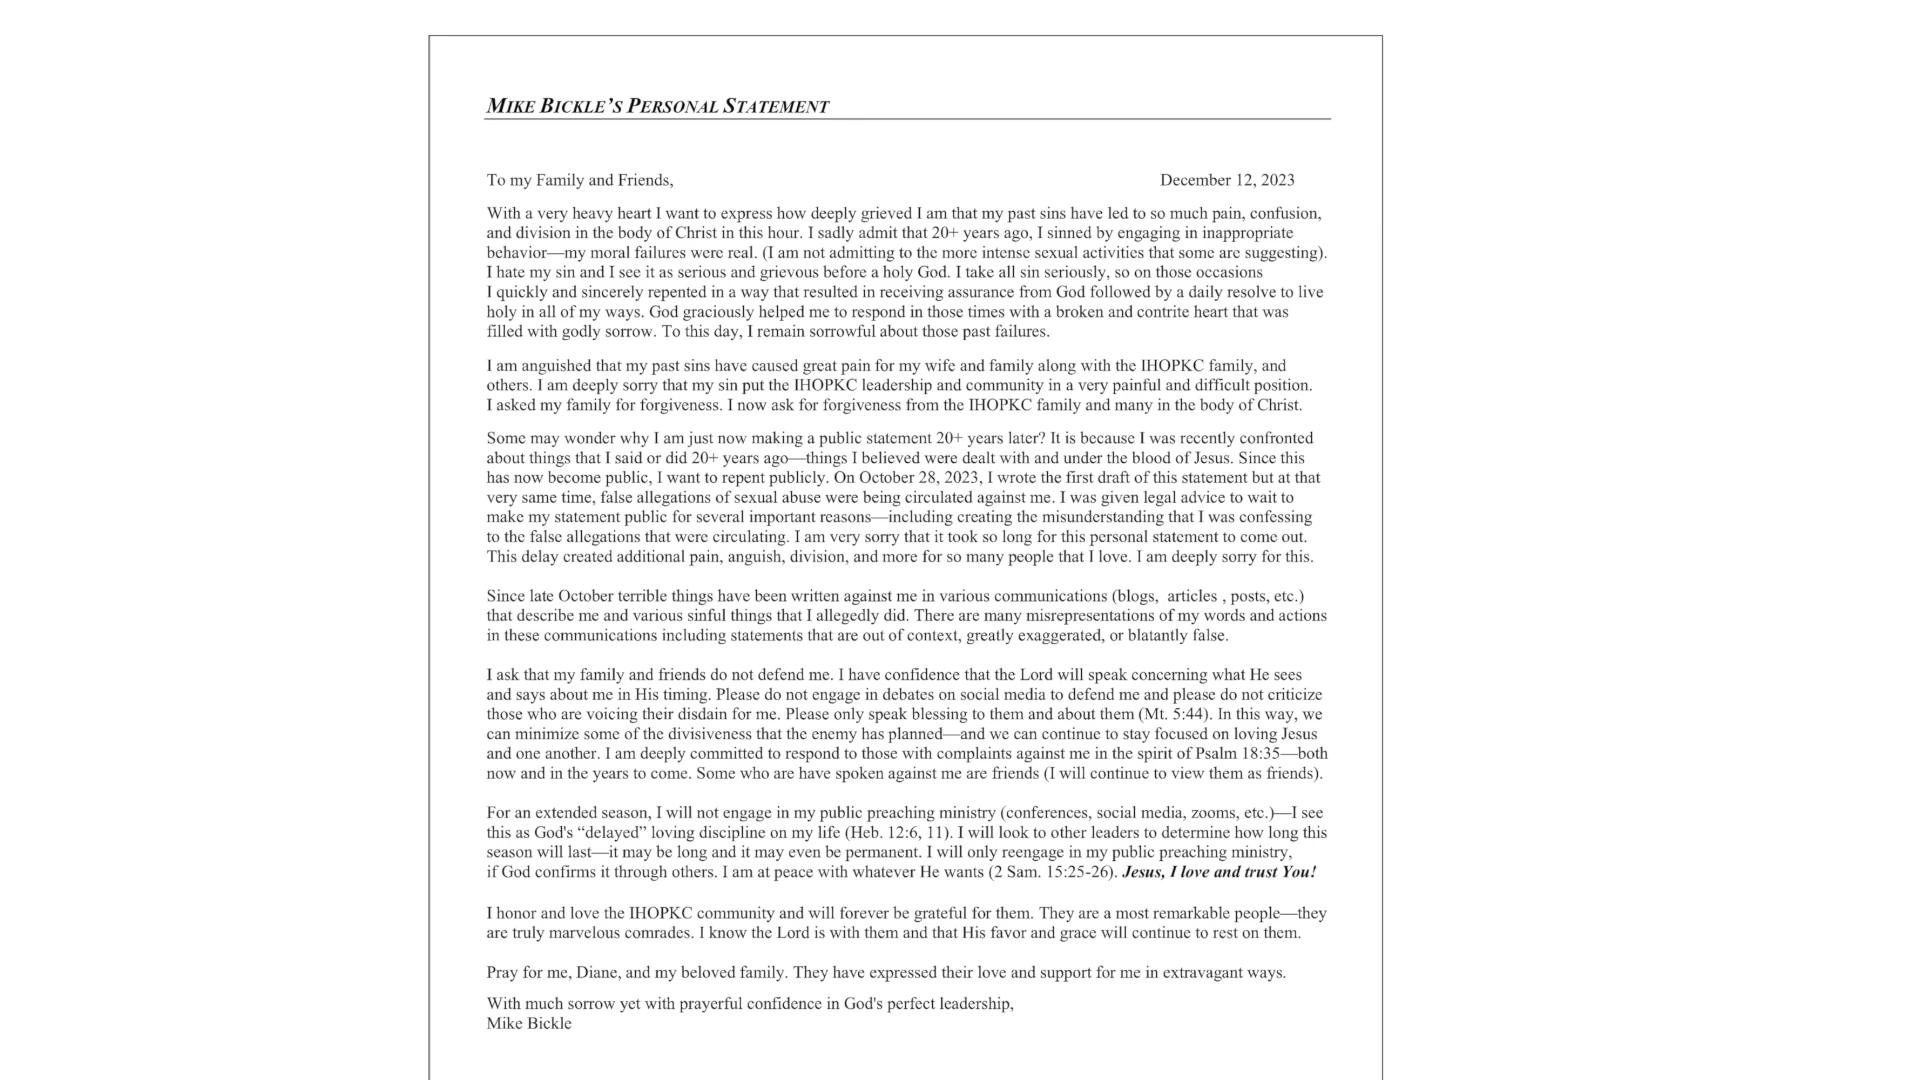 MIKE BICKLE’S PERSONAL STATEMENT
To my Family and Friends, December 12, 2023
With a very heavy heart I want to express how deeply grieved I am that my past sins have led to so much pain, confusion,
and division in the body of Christ in this hour. I sadly admit that 20+ years ago, I sinned by engaging in inappropriate
behavior—my moral failures were real. (I am not admitting to the more intense sexual activities that some are suggesting).
I hate my sin and I see it as serious and grievous before a holy God. I take all sin seriously, so on those occasions
I quickly and sincerely repented in a way that resulted in receiving assurance from God followed by a daily resolve to live
holy in all of my ways. God graciously helped me to respond in those times with a broken and contrite heart that was
filled with godly sorrow. To this day, I remain sorrowful about those past failures.
I am anguished that my past sins have caused great pain for my wife and family along with the IHOPKC family, and
others. I am deeply sorry that my sin put the IHOPKC leadership and community in a very painful and difficult position.
I asked my family for forgiveness. I now ask for forgiveness from the IHOPKC family and many in the body of Christ.
Some may wonder why I am just now making a public statement 20+ years later? It is because I was recently confronted
about things that I said or did 20+ years ago—things I believed were dealt with and under the blood of Jesus. Since this
has now become public, I want to repent publicly. On October 28, 2023, I wrote the first draft of this statement but at that
very same time, false allegations of sexual abuse were being circulated against me. I was given legal advice to wait to
make my statement public for several important reasons—including creating the misunderstanding that I was confessing
to the false allegations that were circulating. I am very sorry that it took so long for this personal statement to come out.
This delay created additional pain, anguish, division, and more for so many people that I love. I am deeply sorry for this.
Since late October terrible things have been written against me in various communications (blogs,  articles , posts, etc.)
that describe me and various sinful things that I allegedly did. There are many misrepresentations of my words and actions
in these communications including statements that are out of context, greatly exaggerated, or blatantly false.
I ask that my family and friends do not defend me. I have confidence that the Lord will speak concerning what He sees
and says about me in His timing. Please do not engage in debates on social media to defend me and please do not criticize
those who are voicing their disdain for me. Please only speak blessing to them and about them (Mt. 5:44). In this way, we
can minimize some of the divisiveness that the enemy has planned—and we can continue to stay focused on loving Jesus
and one another. I am deeply committed to respond to those with complaints against me in the spirit of Psalm 18:35—both
now and in the years to come. Some who are have spoken against me are friends (I will continue to view them as friends).
For an extended season, I will not engage in my public preaching ministry (conferences, social media, zooms, etc.)—I see
this as God's “delayed” loving discipline on my life (Heb. 12:6, 11). I will look to other leaders to determine how long this
season will last—it may be long and it may even be permanent. I will only reengage in my public preaching ministry,
if God confirms it through others. I am at peace with whatever He wants (2 Sam. 15:25-26). Jesus, I love and trust You!
I honor and love the IHOPKC community and will forever be grateful for them. They are a most remarkable people—they
are truly marvelous comrades. I know the Lord is with them and that His favor and grace will continue to rest on them.
Pray for me, Diane, and my beloved family. They have expressed their love and support for me in extravagant ways.
With much sorrow yet with prayerful confidence in God's perfect leadership,
Mike Bickle